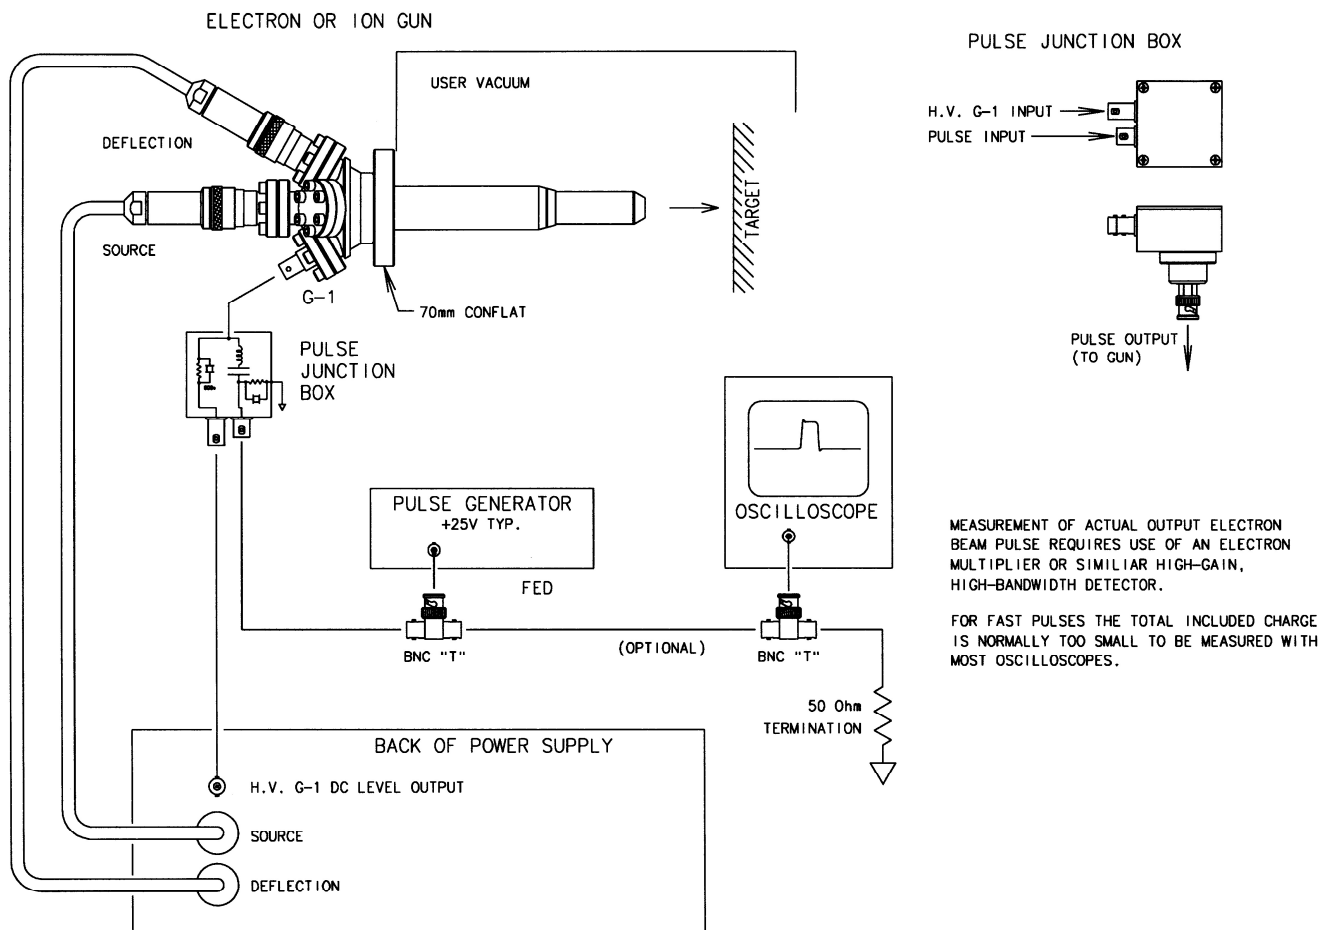 ELECTRON OR ION GUN
USER VACUUM
DEFLECTION
SOURCE
G-1
70mm CONFLAT
TARGET
PULSE JUNCTION BOX
H.V. G-1 INPUT
PULSE INPUT
PULSE OUTPUT
(TO GUN)
PULSE
JUNCTION
BOX
PULSE GENERATOR
+25V TYP.
FED
BNC "T"
(OPTIONAL)
OSCILLOSCOPE
BNC "T"
50 Ohm
TERMINATION
MEASUREMENT OF ACTUAL OUTPUT ELECTRON
BEAM PULSE REQUIRES USE OF AN ELECTRON
MULTIPLIER OR SIMILIAR HIGH-GAIN,
HIGH-BANDWIDTH DETECTOR.
FOR FAST PULSES THE TOTAL INCLUDED CHARGE
IS NORMALLY TOO SMALL TO BE MEASURED WITH
MOST OSCILLOSCOPES.
BACK OF POWER SUPPLY
H.V. G-1 DC LEVEL OUTPUT
SOURCE
DEFLECTION